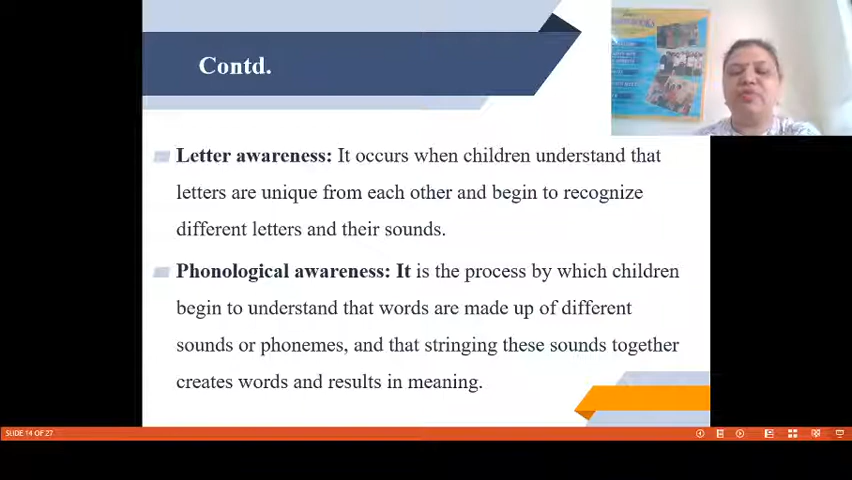 Contd.
Letter awareness: It occurs when children understand that
letters are unique from each other and begin to recognize
different letters and their sounds.
Phonological awareness: It is the process by which children
begin to understand that words are made up of different
sounds or phonemes, and that stringing these sounds together
creates words and results in meaning.
SLIDE 14 OF 27